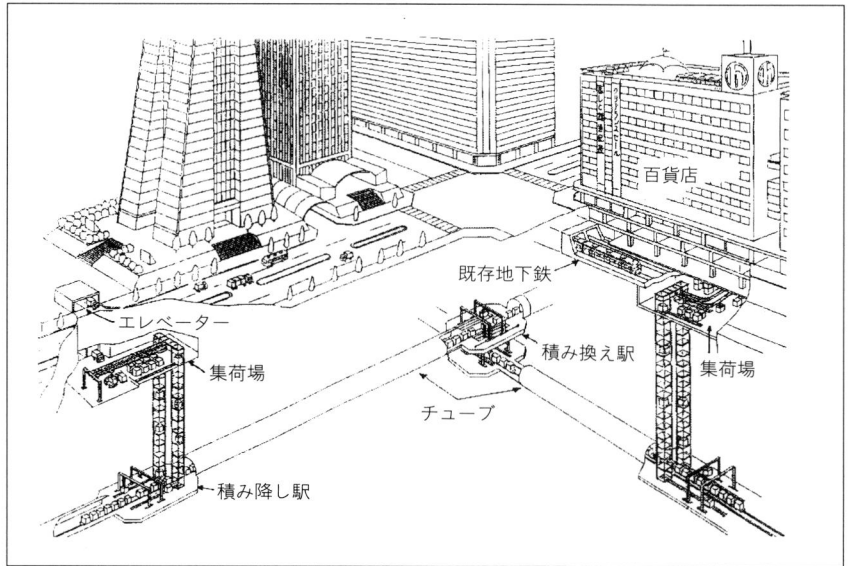 百貨店
既存地下鉄
エレベーター
積み換え駅
集荷場
集荷場
チューブ
積み降し駅